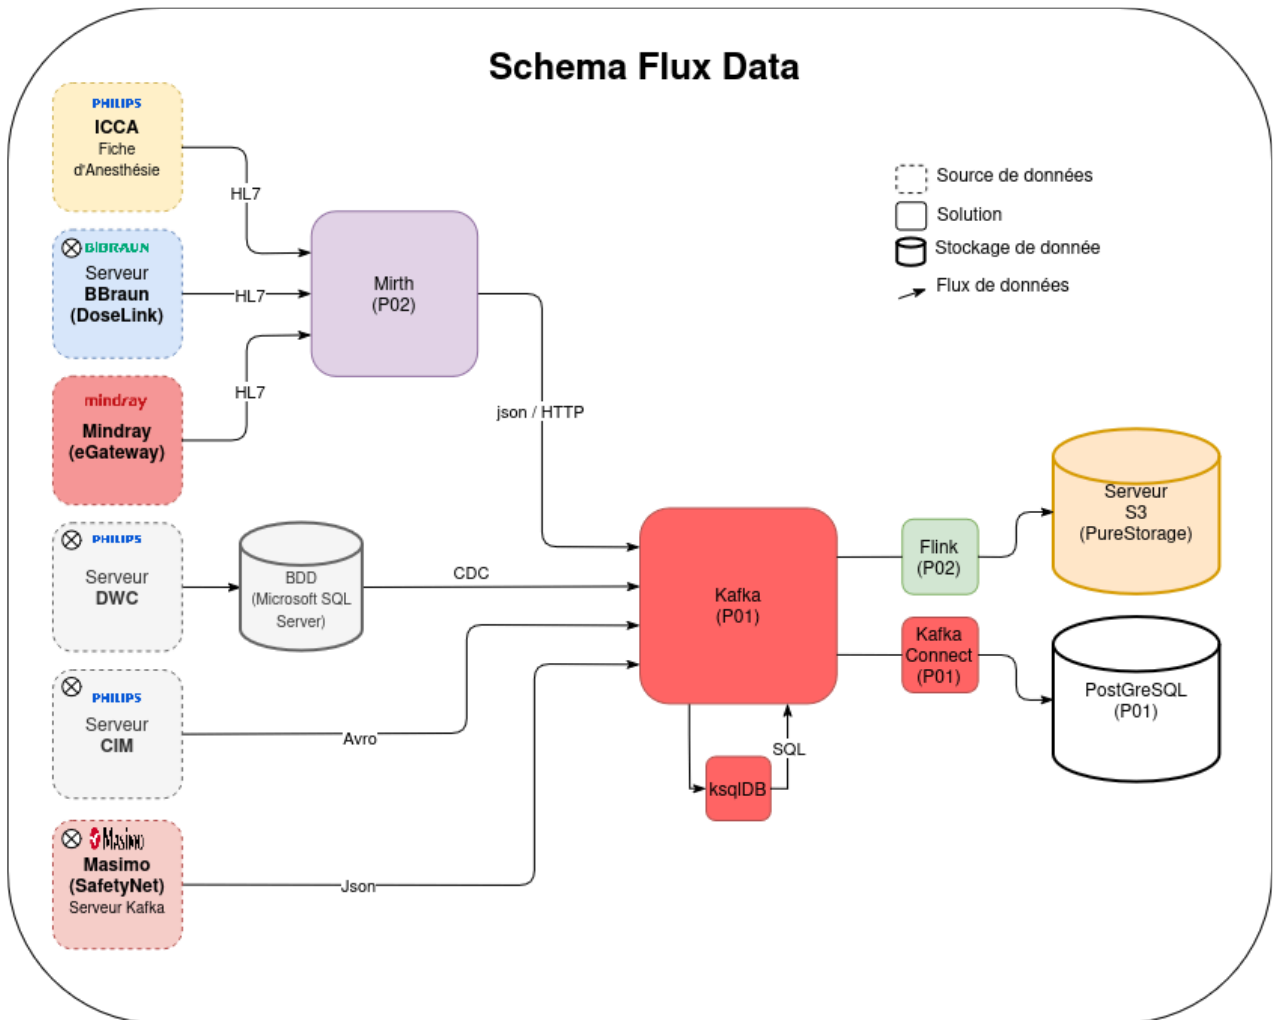 Schema Flux Data
PHILIPS
ICCA
Fiche
d'Anesthésie
HL7
B|BRAUN
Serveur
BBraun
(DoseLink)
HL7
mindray
Mindray
(eGateway)
HL7
Mirth
(P02)
json / HTTP
Source de données
Solution
Stockage de donnée
Flux de données
PHILIPS
Serveur
DWC
BDD
(Microsoft SQL
Server)
CDC
PHILIPS
Serveur
CIM
Avro
Masimo
Masimo
(SafetyNet)
Serveur Kafka
Json
Kafka
(P01)
ksqlDB
SQL
Flink
(P02)
Kafka
Connect
(P01)
Serveur
S3
(PureStorage)
PostGreSQL
(P01)